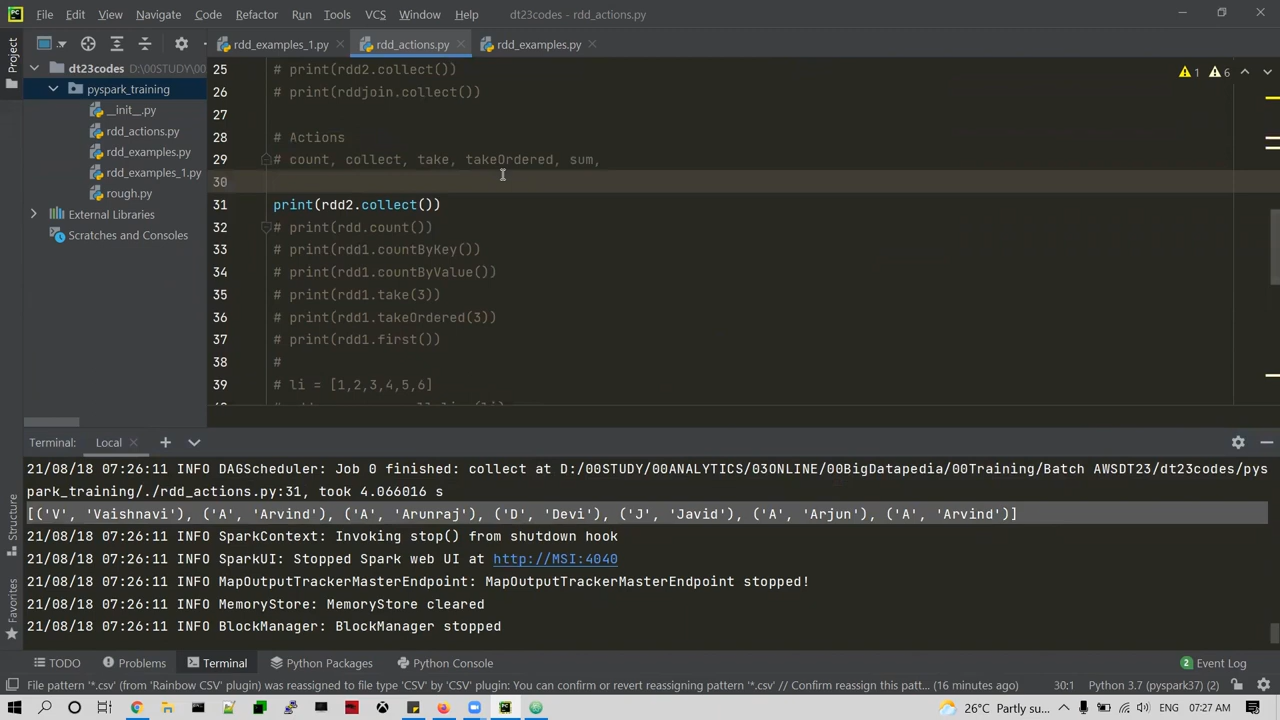 File Edit View Navigate Code Refactor Run Tools VCS Window Help dt23codes - rdd_actions.py
rdd_examples_1.py rdd_actions.py rdd_examples.py
Project
dt23codes D:\00STUDY\00
pyspark_training
__init__.py
rdd_actions.py
rdd_examples.py
rdd_examples_1.py
rough.py
External Libraries
Scratches and Consoles
1 6
25 # print(rdd2.collect())
26 # print(rddjoin.collect())
27
28 # Actions
29 # count, collect, take, takeOrdered, sum,
30
31 print(rdd2.collect())
32 # print(rdd.count())
33 # print(rdd1.countByKey())
34 # print(rdd1.countByValue())
35 # print(rdd1.take(3))
36 # print(rdd1.takeOrdered(3))
37 # print(rdd1.first())
38 #
39 # li = [1,2,3,4,5,6]
Terminal: Local
21/08/18 07:26:11 INFO DAGScheduler: Job 0 finished: collect at D:/00STUDY/00ANALYTICS/03ONLINE/00BigDatapedia/00Training/Batch AWSDT23/dt23codes/pys
park_training/./rdd_actions.py:31, took 4.066016 s
[('V', 'Vaishnavi'), ('A', 'Arvind'), ('A', 'Arunraj'), ('D', 'Devi'), ('J', 'Javid'), ('A', 'Arjun'), ('A', 'Arvind')]
21/08/18 07:26:11 INFO SparkContext: Invoking stop() from shutdown hook
21/08/18 07:26:11 INFO SparkUI: Stopped Spark web UI at http://MSI:4040
21/08/18 07:26:11 INFO MapOutputTrackerMasterEndpoint: MapOutputTrackerMasterEndpoint stopped!
21/08/18 07:26:11 INFO MemoryStore: MemoryStore cleared
21/08/18 07:26:11 INFO BlockManager: BlockManager stopped
Structure
Favorites
TODO Problems Terminal Python Packages Python Console 2 Event Log
File pattern '*.csv' (from 'Rainbow CSV' plugin) was reassigned to file type 'CSV' by 'CSV' plugin: You can confirm or revert reassigning pattern '*.csv' // Confirm reassign this pat... (16 minutes ago) 30:1 Python 3.7 (pyspark37) (2)
26°C Partly su... ENG 07:27 AM